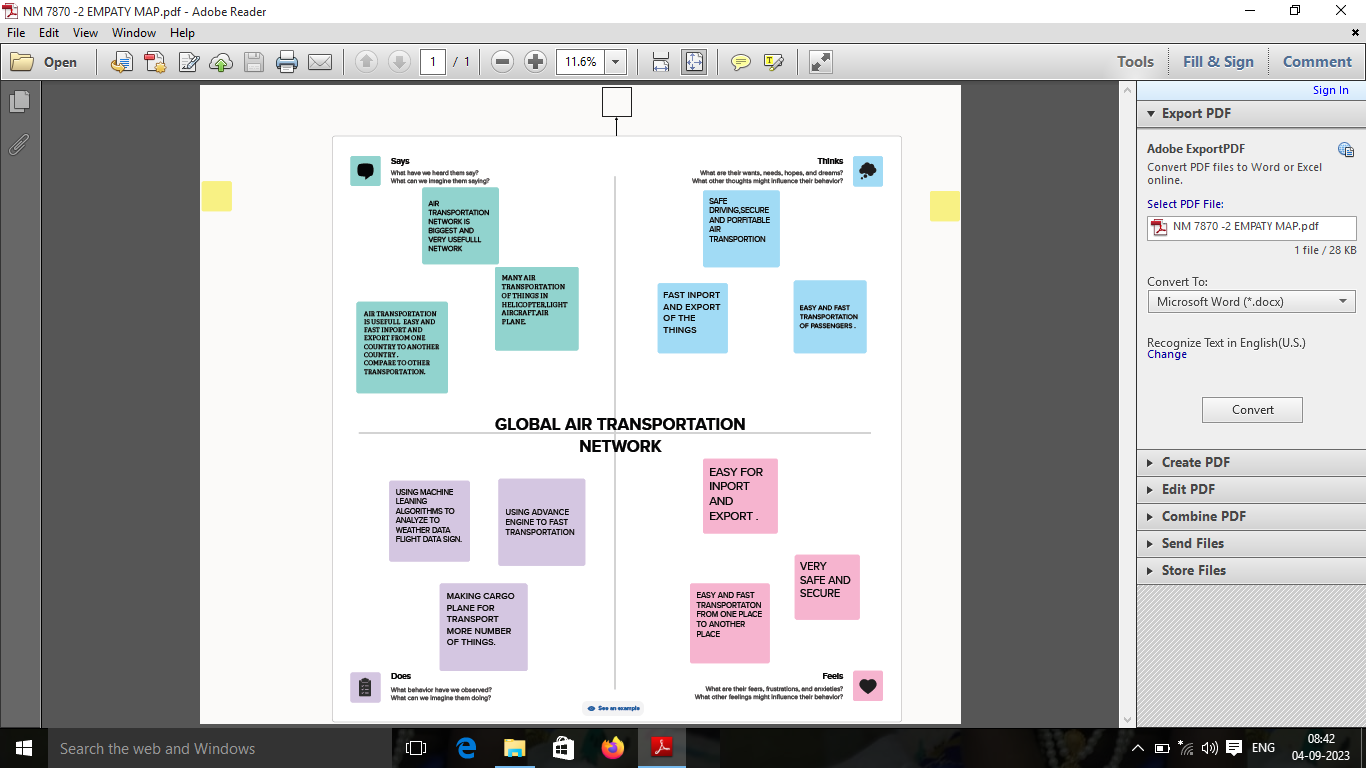 NM 7870 -2 EMPATY MAP.pdf - Adobe Reader
File Edit View Window Help
Open
1 / 1
11.6%
Tools
Fill & Sign
Comment
Sign In
Export PDF
Adobe ExportPDF
Convert PDF files to Word or Excel
online.
Select PDF File:
NM 7870 -2 EMPATY MAP.pdf
1 file / 28 KB
Convert To:
Microsoft Word (*.docx)
Recognize Text in English(U.S.)
Change
Convert
Create PDF
Edit PDF
Combine PDF
Send Files
Store Files
Says
What have we heard them say?
What can we imagine them saying?
AIR
TRANSPORTATION
NETWORK IS
BIGGEST AND
VERY USEFULLL
NETWORK
MANY AIR
TRANSPORTATION
OF THINGS IN
HELICOPTER,LIGHT
AIRCRAFT,AIR
PLANE.
AIR TRANSPORTATION
IS USEFULL EASY AND
FAST INPORT AND
EXPORT FROM ONE
COUNTRY TO ANOTHER
COUNTRY .
COMPARE TO OTHER
TRANSPORTATION.
Thinks
What are their wants, needs, hopes, and dreams?
What other thoughts might influence their behavior?
SAFE
DRIVING,SECURE
AND PORFITABLE
AIR
TRANSPORTION
FAST INPORT
AND EXPORT
OF THE
THINGS
EASY AND FAST
TRANSPORTATION
OF PASSENGERS .
GLOBAL AIR TRANSPORTATION
NETWORK
USING MACHINE
LEANING
ALGORITHMS TO
ANALYZE TO
WEATHER DATA
FLIGHT DATA SIGN.
USING ADVANCE
ENGINE TO FAST
TRANSPORTATION
MAKING CARGO
PLANE FOR
TRANSPORT
MORE NUMBER
OF THINGS.
Does
What behavior have we observed?
What can we imagine them doing?
EASY FOR
INPORT
AND
EXPORT .
VERY
SAFE AND
SECURE
EASY AND FAST
TRANSPORTATON
FROM ONE PLACE
TO ANOTHER
PLACE
Feels
What are their fears, frustrations, and anxieties?
What other feelings might influence their behavior?
See an example
Search the web and Windows
ENG
08:42
04-09-2023